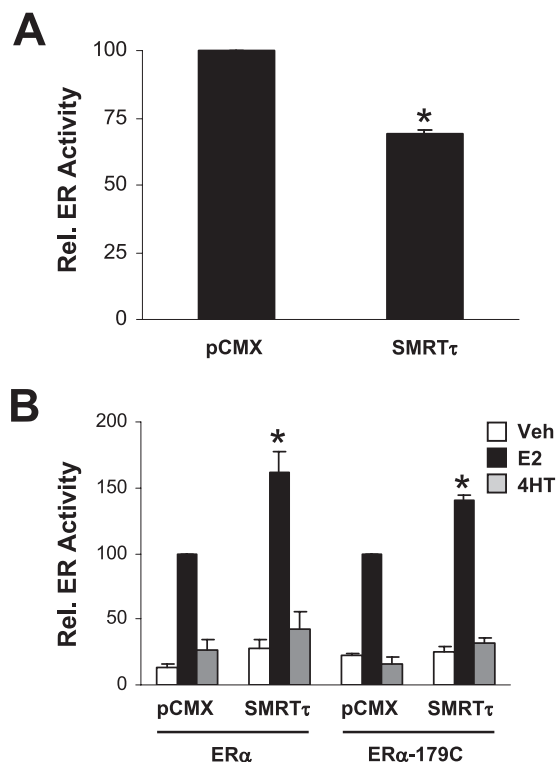 A
Rel. ER Activity
100
75
50
25
0
*
pCMX
SMRTτ
B
Rel. ER Activity
200
150
100
50
0
*
*
Veh
E2
4HT
pCMX
SMRTτ
pCMX
SMRTτ
ERα
ERα-179C